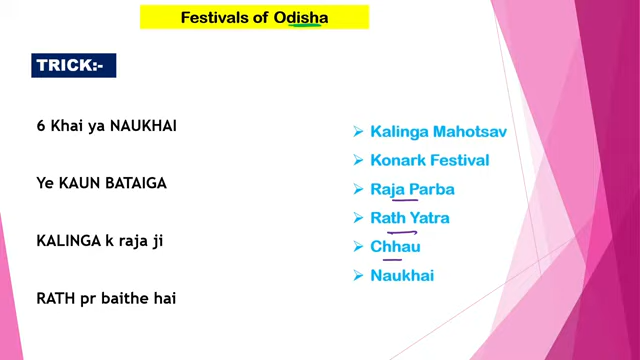 Festivals of Odisha
TRICK:-
6 Khai ya NAUKHAI
Ye KAUN BATAIGA
KALINGA k raja ji
RATH pr baithe hai
Kalinga Mahotsav
Konark Festival
Raja Parba
Rath Yatra
Chhau
Naukhai